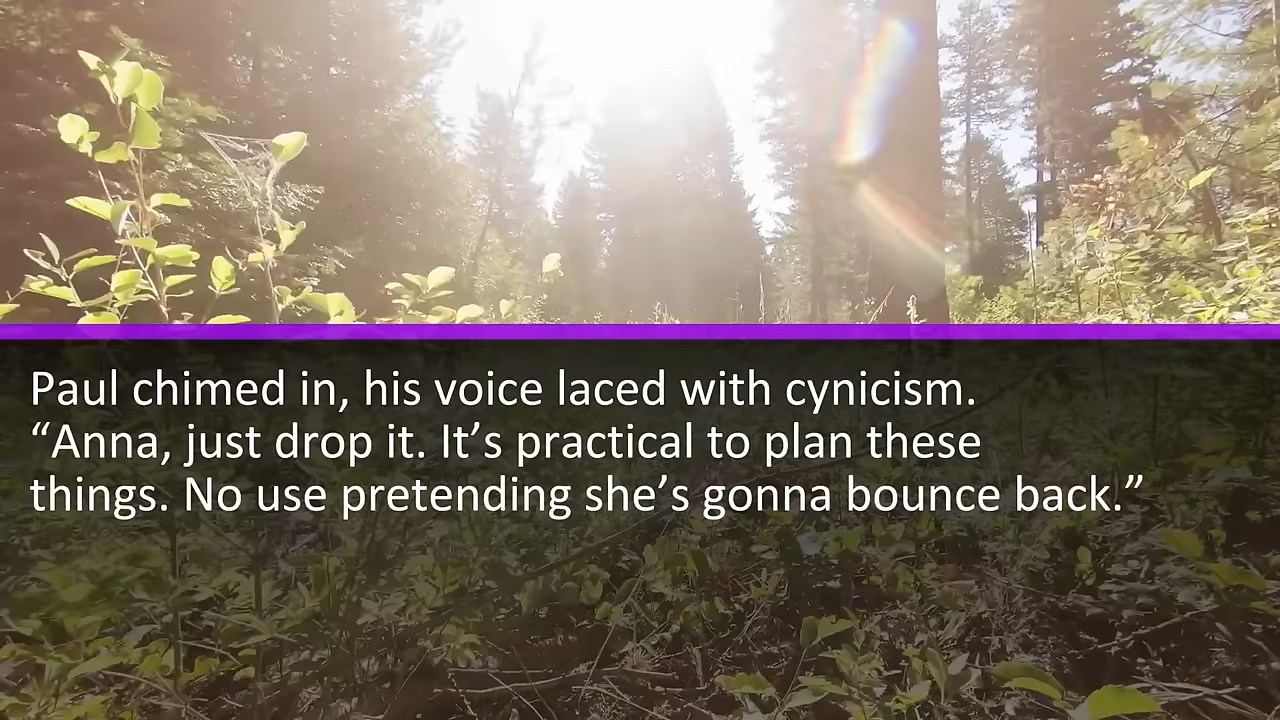 Paul chimed in, his voice laced with cynicism.
“Anna, just drop it. It’s practical to plan these
things. No use pretending she’s gonna bounce back.”